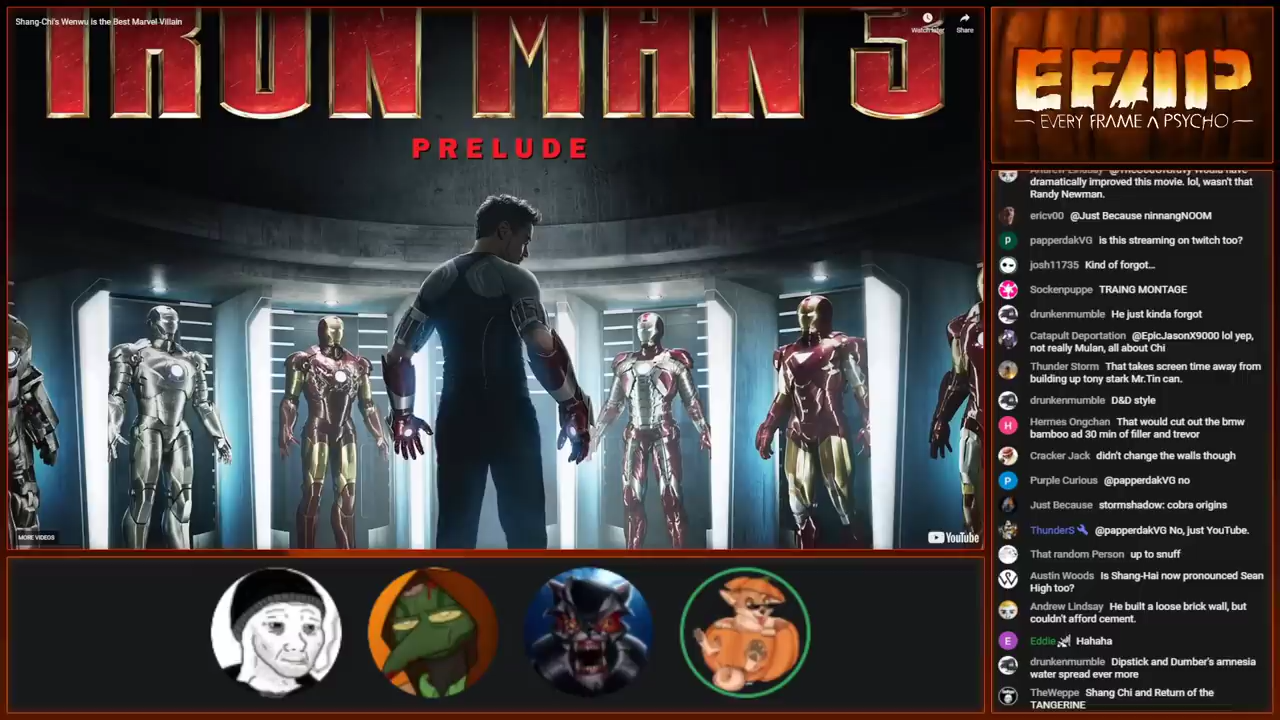 Shang-Chi's Wenwu is the Best Marvel Villain
Watch later
Share
IRON MAN 3
PRELUDE
MORE VIDEOS
YouTube
EFAP
EVERY FRAME A PSYCHO
dramatically improved this movie. lol, wasn't that
Randy Newman.
ericv00 @Just Because ninnangNOOM
P papperdakVG is this streaming on twitch too?
josh11735 Kind of forgot...
Sockenpuppe TRAING MONTAGE
drunkenmumble He just kinda forgot
Catapult Deportation @EpicJasonX9000 lol yep,
not really Mulan, all about Chi
Thunder Storm That takes screen time away from
building up tony stark Mr.Tin can.
drunkenmumble D&D style
H Hermes Ongchan That would cut out the bmw
bamboo ad 30 min of filler and trevor
Cracker Jack didn't change the walls though
P Purple Curious @papperdakVG no
Just Because stormshadow: cobra origins
ThunderS @papperdakVG No, just YouTube.
That random Person up to snuff
Austin Woods Is Shang-Hai now pronounced Sean
High too?
Andrew Lindsay He built a loose brick wall, but
couldn't afford cement.
E Eddie Hahaha
drunkenmumble Dipstick and Dumber's amnesia
water spread ever more
TheWeppe Shang Chi and Return of the
TANGERINE